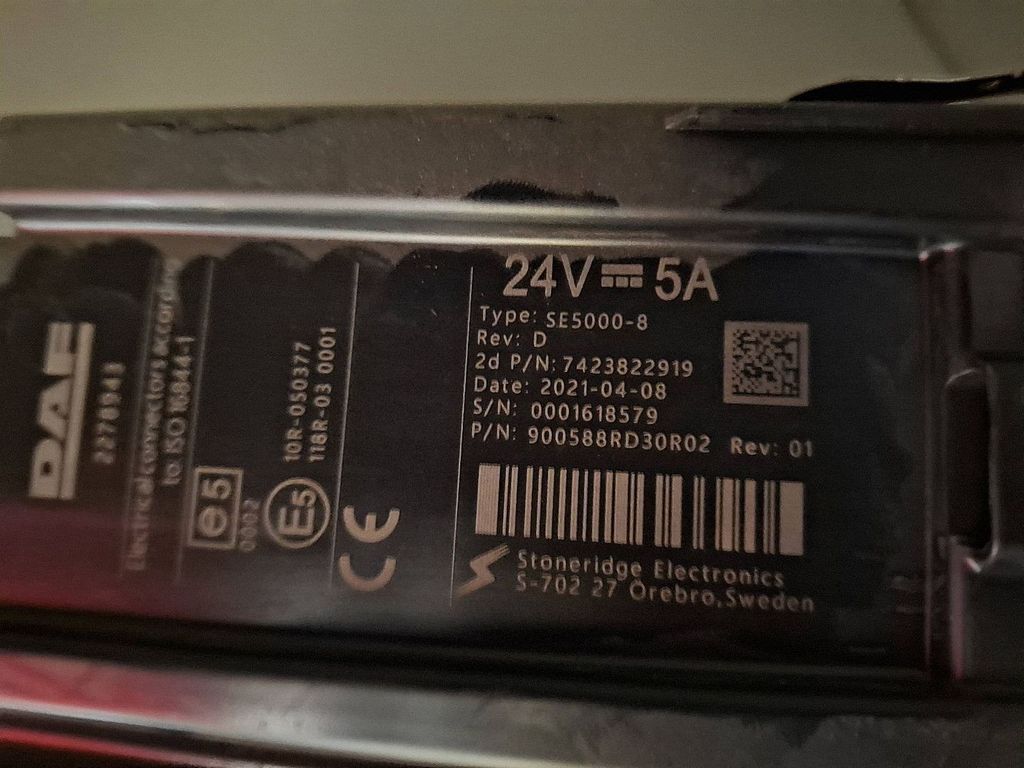 DAF
2278943
Electrical connectors according
to ISO 16844-1
e5
0002
E5
10R-050377
118R-03 0001
CE
24V 5A
Type: SE5000-8
Rev: D
2d P/N: 7423822919
Date: 2021-04-08
S/N: 0001618579
P/N: 900588RD30R02 Rev: 01
Stoneridge Electronics
S-702 27 Örebro, Sweden